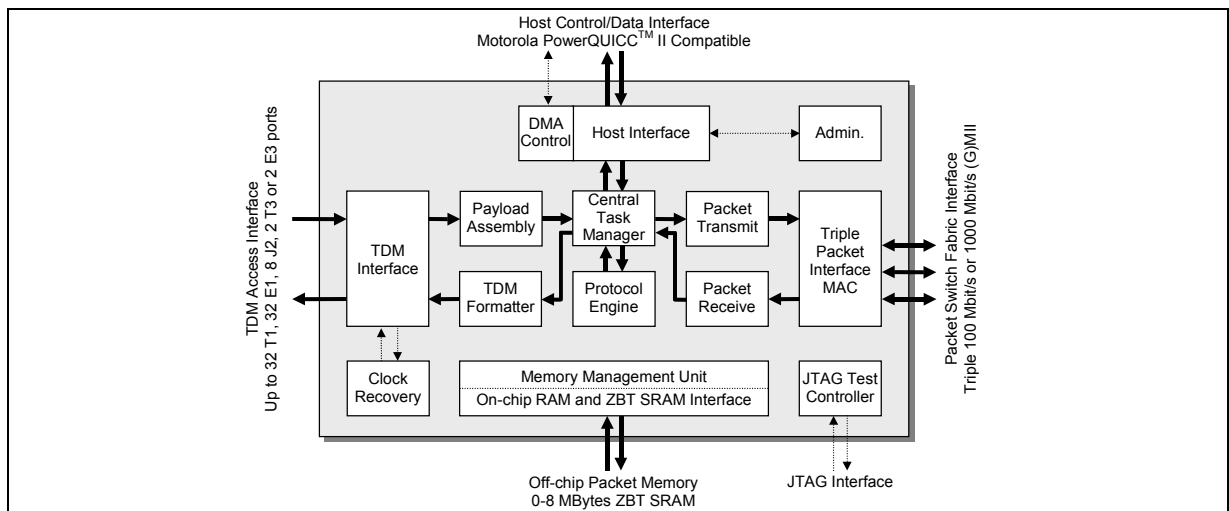 Host Control/Data Interface
Motorola PowerQUICC™ II Compatible
DMA
Control
Host Interface
Admin.
TDM Access Interface
Up to 32 T1, 32 E1, 8 J2, 2 T3 or 2 E3 ports
TDM
Interface
Payload
Assembly
Central
Task
Manager
Packet
Transmit
Triple
Packet
Interface
MAC
TDM
Formatter
Protocol
Engine
Packet
Receive
Packet Switch Fabric Interface
Triple 100 Mbit/s or 1000 Mbit/s (G)MII
Clock
Recovery
Memory Management Unit
On-chip RAM and ZBT SRAM Interface
JTAG Test
Controller
Off-chip Packet Memory
0-8 MBytes ZBT SRAM
JTAG Interface